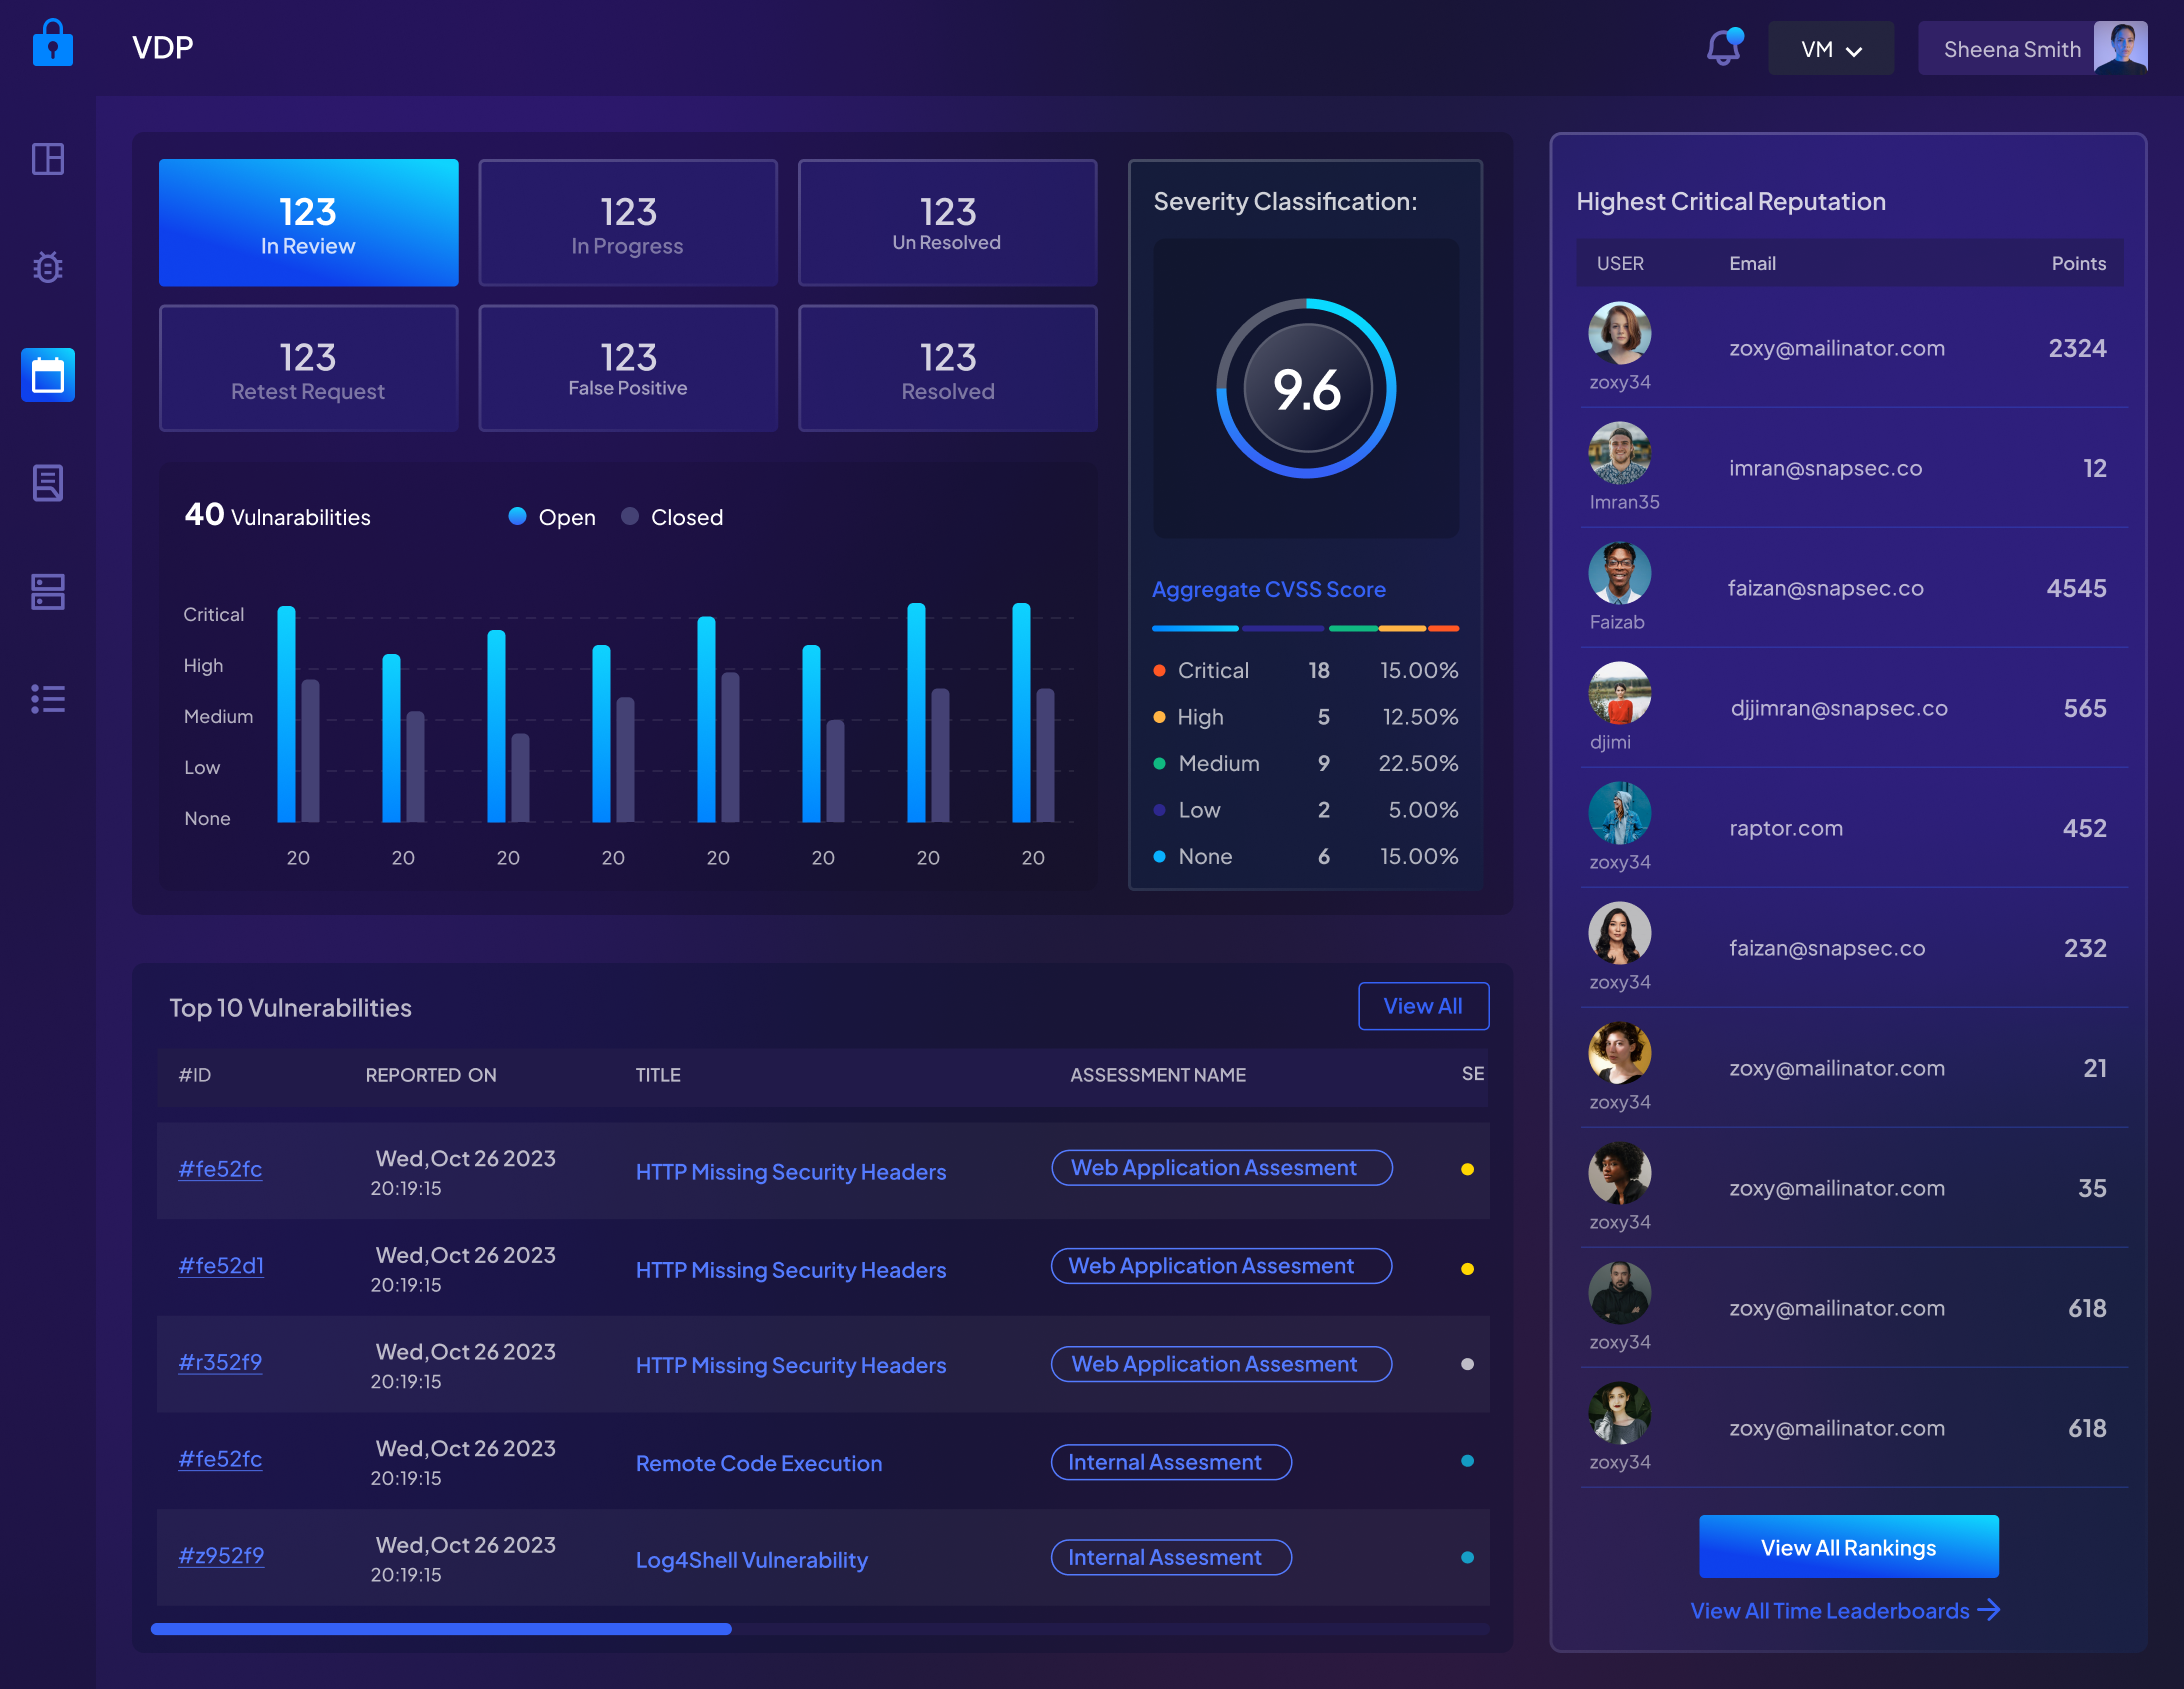 VDP
VM
Sheena Smith
123
In Review
123
In Progress
123
Un Resolved
123
Retest Request
123
False Positive
123
Resolved
40 Vulnarabilities
Open
Closed
Critical
High
Medium
Low
None
20 20 20 20 20 20 20 20
Severity Classification:
9.6
Aggregate CVSS Score
Critical 18 15.00%
High 5 12.50%
Medium 9 22.50%
Low 2 5.00%
None 6 15.00%
Top 10 Vulnerabilities
View All
#ID REPORTED ON TITLE ASSESSMENT NAME SE
#fe52fc Wed,Oct 26 2023 HTTP Missing Security Headers Web Application Assesment
20:19:15
#fe52d1 Wed,Oct 26 2023 HTTP Missing Security Headers Web Application Assesment
20:19:15
#r352f9 Wed,Oct 26 2023 HTTP Missing Security Headers Web Application Assesment
20:19:15
#fe52fc Wed,Oct 26 2023 Remote Code Execution Internal Assesment
20:19:15
#z952f9 Wed,Oct 26 2023 Log4Shell Vulnerability Internal Assesment
20:19:15
Highest Critical Reputation
USER Email Points
zoxy@mailinator.com 2324
zoxy34
imran@snapsec.co 12
Imran35
faizan@snapsec.co 4545
Faizab
djjimran@snapsec.co 565
djimi
raptor.com 452
zoxy34
faizan@snapsec.co 232
zoxy34
zoxy@mailinator.com 21
zoxy34
zoxy@mailinator.com 35
zoxy34
zoxy@mailinator.com 618
zoxy34
zoxy@mailinator.com 618
zoxy34
View All Rankings
View All Time Leaderboards